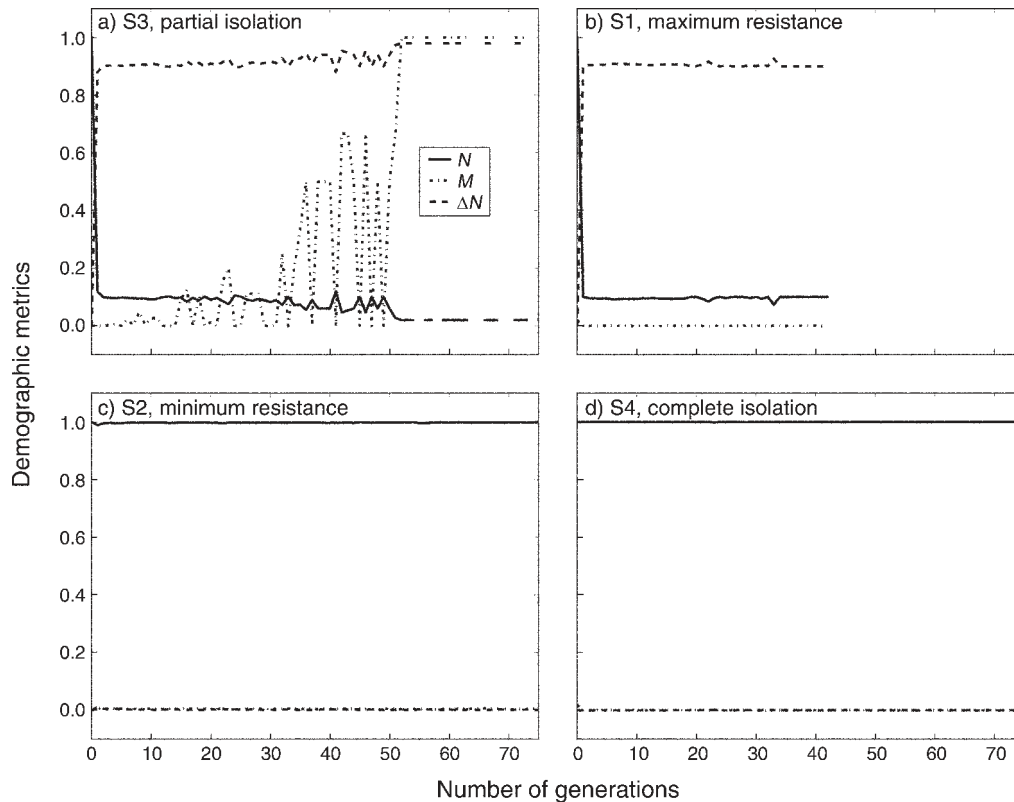 a) S3, partial isolation
b) S1, maximum resistance
1.0
0.8
0.6
0.4
0.2
0.0
N
M
ΔN
c) S2, minimum resistance
d) S4, complete isolation
1.0
0.8
0.6
0.4
0.2
0.0
0 10 20 30 40 50 60 70
0 10 20 30 40 50 60 70
Demographic metrics
Number of generations